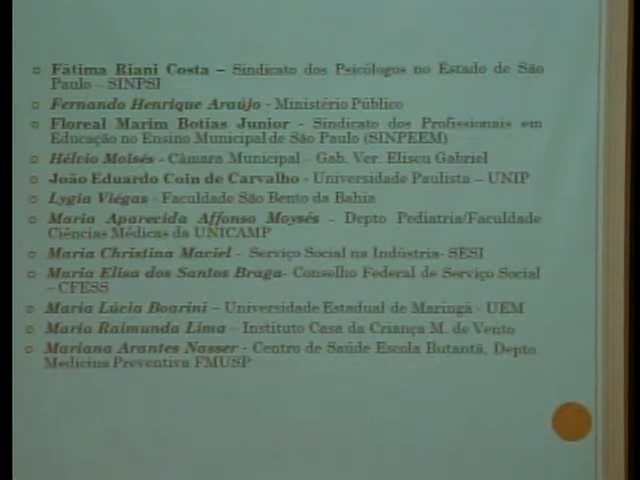 Fátima Riani Costa – Sindicato dos Psicólogos no Estado de São
Paulo – SINPSI
Fernando Henrique Araújo - Ministério Público
Floreal Marim Botias Junior - Sindicato dos Profissionais em
Educação no Ensino Municipal de São Paulo (SINPEEM)
Hélvio Moisés - Câmara Municipal – Gab. Ver. Eliseu Gabriel
João Eduardo Coin de Carvalho - Universidade Paulista – UNIP
Lygia Viégas - Faculdade São Bento da Bahia
Maria Aparecida Affonso Moysés - Depto Pediatria/Faculdade
Ciências Médicas da UNICAMP
Maria Christina Maciel - Serviço Social na Indústria- SESI
Maria Elisa dos Santos Braga- Conselho Federal de Serviço Social
– CFESS
Maria Lúcia Boarini – Universidade Estadual de Maringá - UEM
Maria Raimunda Lima - Instituto Casa da Criança M. de Vento
Mariana Arantes Nasser - Centro de Saúde Escola Butantã, Depto
Medicina Preventiva FMUSP